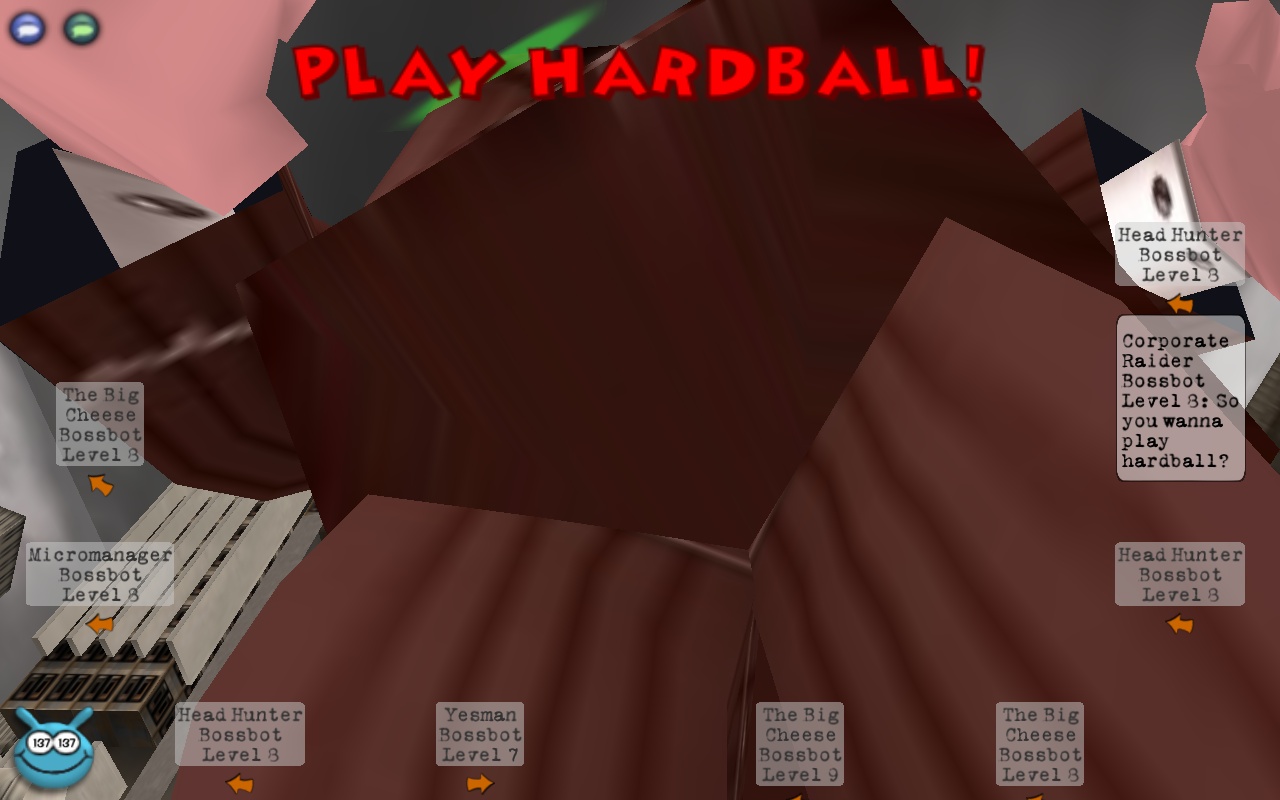 PLAY HARDBALL!
Head Hunter
Bossbot
Level 8
Corporate
Raider
Bossbot
Level 8: So
you wanna
play
hardball?
The Big
Cheese
Bossbot
Level 8
Micromanager
Bossbot
Level 8
Head Hunter
Bossbot
Level 8
Head Hunter
Bossbot
Level 8
Yesman
Bossbot
Level 7
The Big
Cheese
Bossbot
Level 9
The Big
Cheese
Bossbot
Level 8
137 137